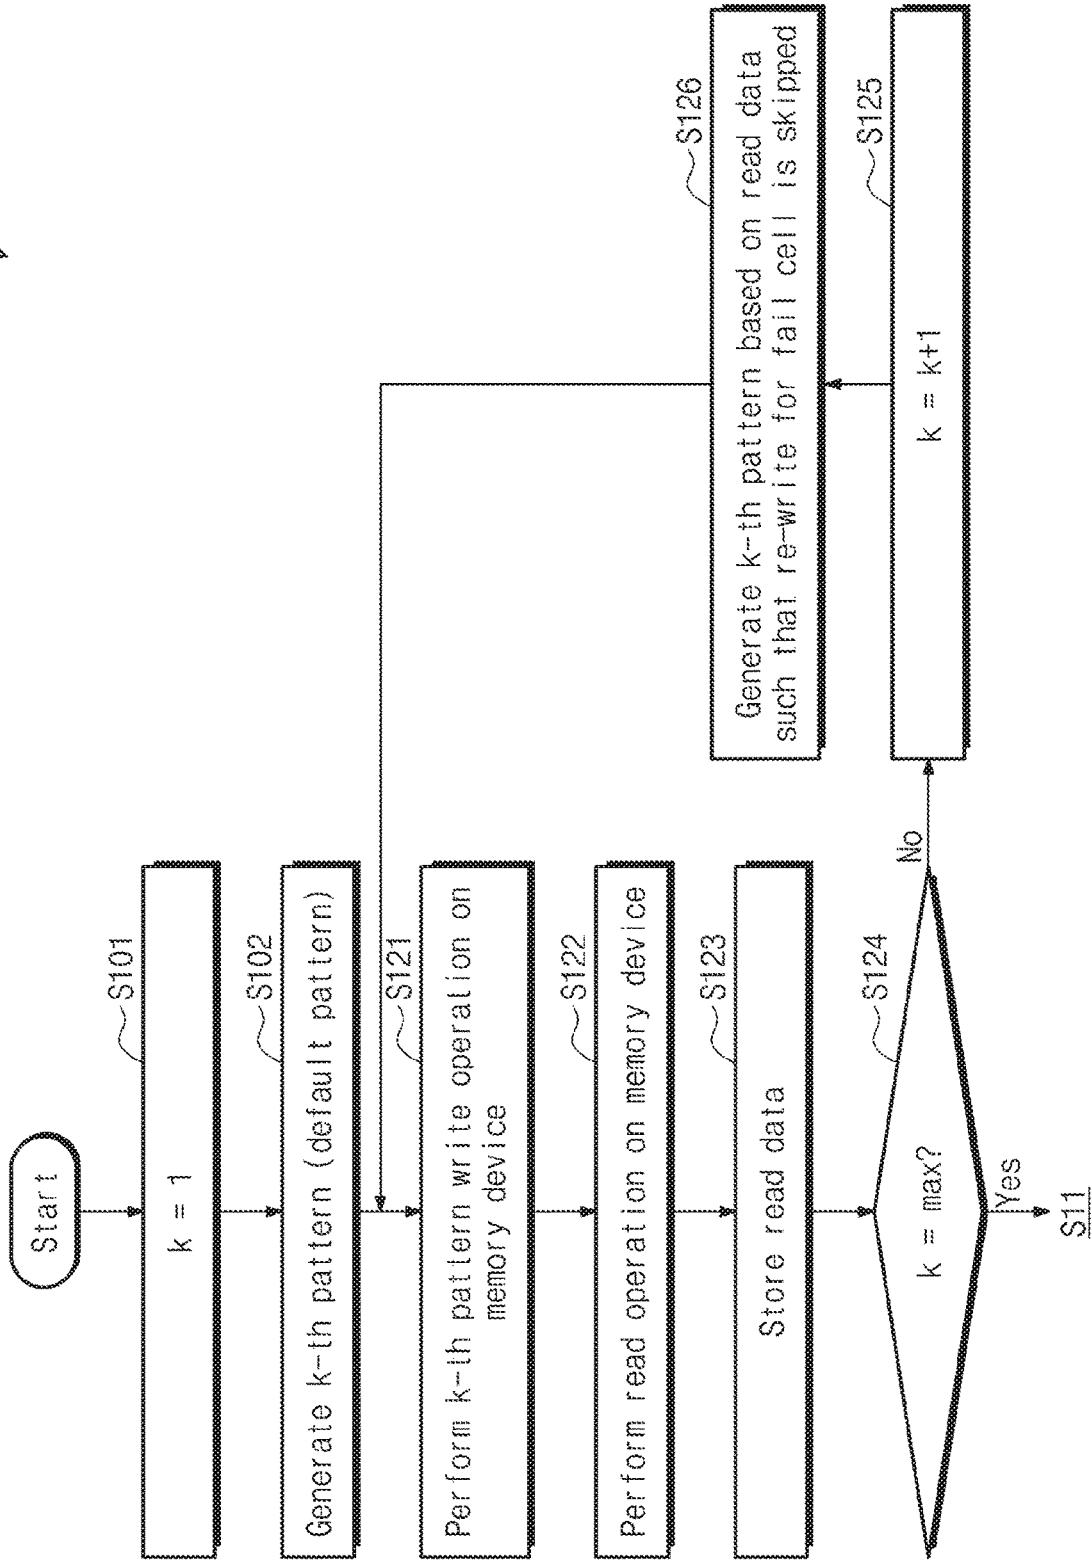 Start
S101
k = 1
S102
Generate k-th pattern (default pattern)
S121
Perform k-th pattern write operation on
memory device
S122
Perform read operation on memory device
S123
Store read data
S124
k = max?
No
Yes
S11
S125
k = k+1
S126
Generate k-th pattern based on read data
such that re-write for fail cell is skipped